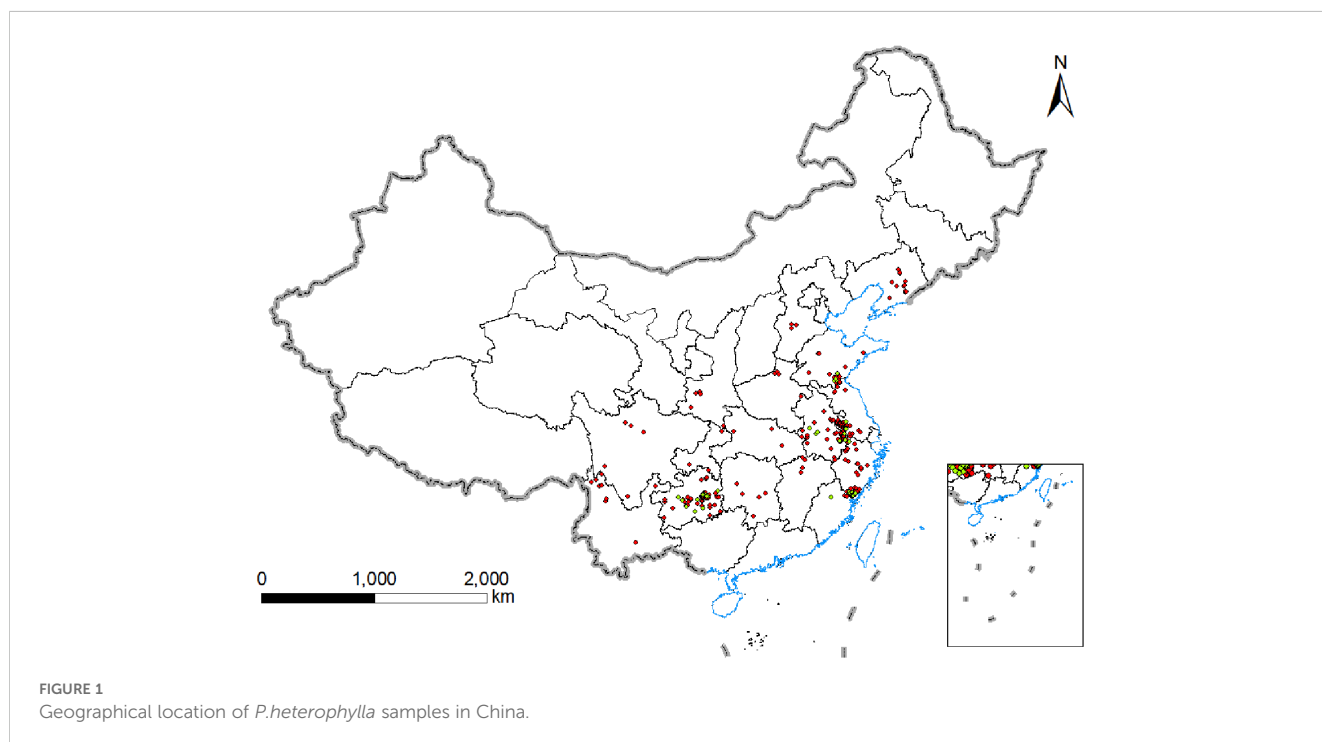 N
0 1,000 2,000
km
FIGURE 1
Geographical location of P.heterophylla samples in China.